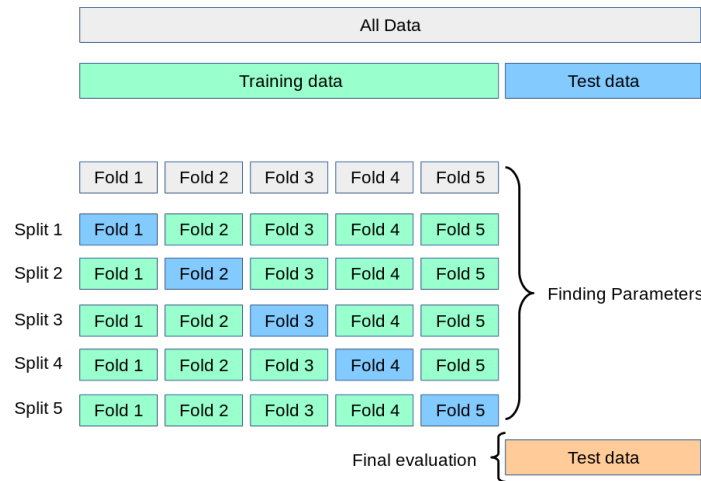 All Data
Training data Test data
Fold 1 Fold 2 Fold 3 Fold 4 Fold 5
Split 1 Fold 1 Fold 2 Fold 3 Fold 4 Fold 5
Split 2 Fold 1 Fold 2 Fold 3 Fold 4 Fold 5
Finding Parameters
Split 3 Fold 1 Fold 2 Fold 3 Fold 4 Fold 5
Split 4 Fold 1 Fold 2 Fold 3 Fold 4 Fold 5
Split 5 Fold 1 Fold 2 Fold 3 Fold 4 Fold 5
Final evaluation Test data